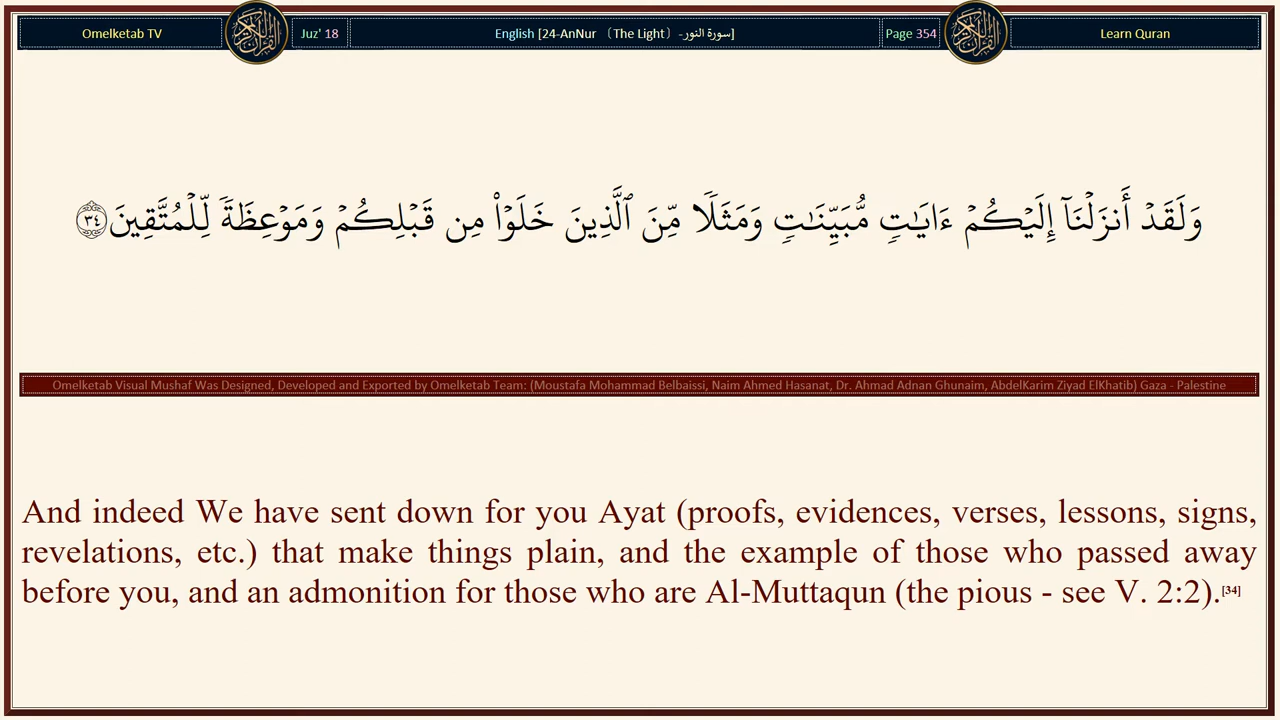 Omelketab TV
Juz' 18
English [24-AnNur （The Light）-سورة النور]
Page 354
Learn Quran
وَلَقَدۡ أَنزَلۡنَآ إِلَيۡكُمۡ ءَايَٰتٖ مُّبَيِّنَٰتٖ وَمَثَلٗا مِّنَ ٱلَّذِينَ خَلَوۡاْ مِن قَبۡلِكُمۡ وَمَوۡعِظَةٗ لِّلۡمُتَّقِينَ ٣٤
Omelketab Visual Mushaf Was Designed, Developed and Exported by Omelketab Team: (Moustafa Mohammad Belbaissi, Naim Ahmed Hasanat, Dr. Ahmad Adnan Ghunaim, AbdelKarim Ziyad ElKhatib) Gaza - Palestine
And indeed We have sent down for you Ayat (proofs, evidences, verses, lessons, signs,
revelations, etc.) that make things plain, and the example of those who passed away
before you, and an admonition for those who are Al-Muttaqun (the pious - see V. 2:2).[34]